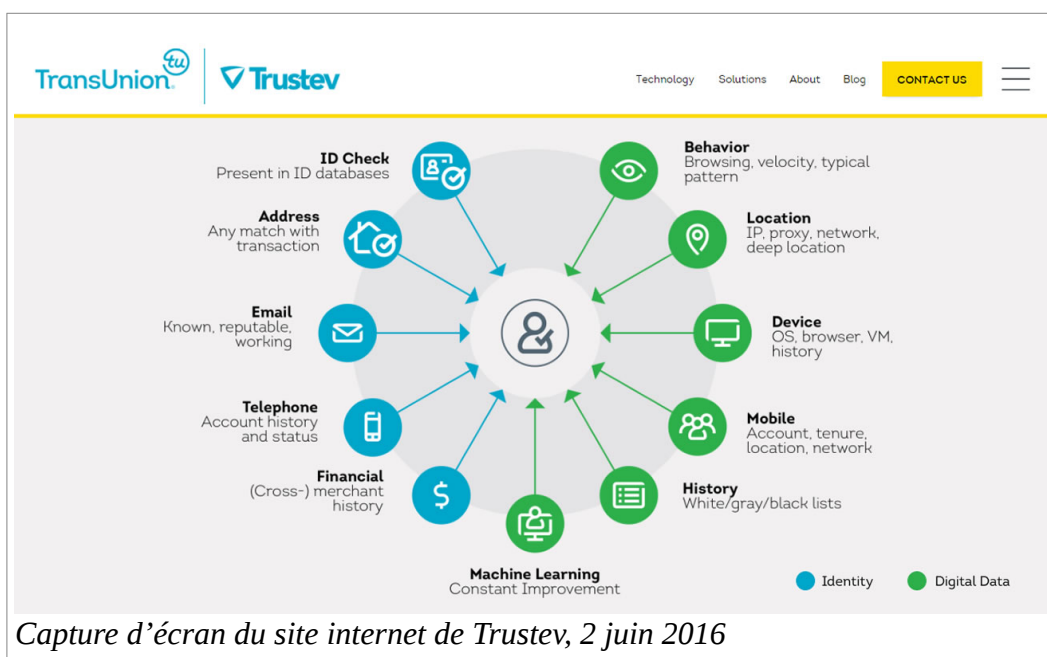 TransUnion® tu Trustev
Technology Solutions About Blog CONTACT US
ID Check
Present in ID databases
Address
Any match with
transaction
Email
Known, reputable,
working
Telephone
Account history
and status
Financial
(Cross-) merchant
history
Machine Learning
Constant Improvement
Behavior
Browsing, velocity, typical
pattern
Location
IP, proxy, network,
deep location
Device
OS, browser, VM,
history
Mobile
Account, tenure,
location, network
History
White/gray/black lists
Identity Digital Data
Capture d’écran du site internet de Trustev, 2 juin 2016